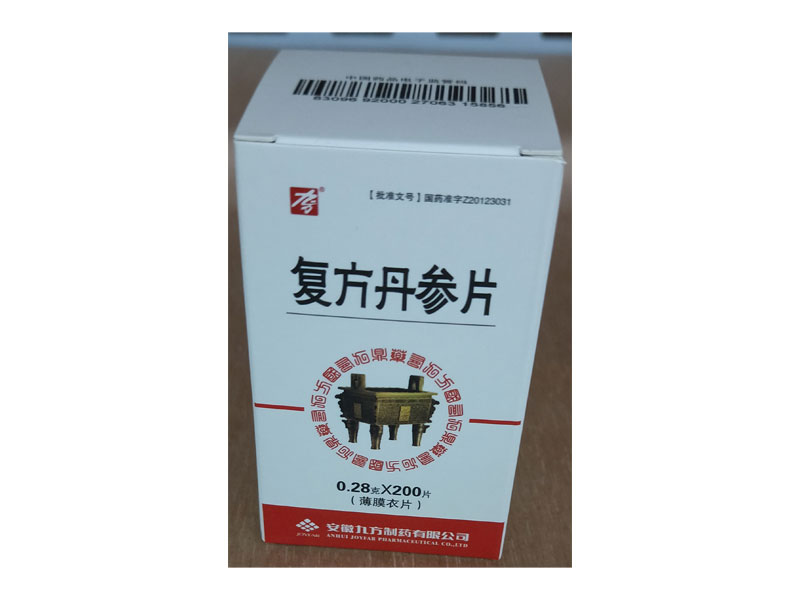 中国药品电子监管码
83096 92000 27063 15856
【批准文号】国药准字Z20123031
复方丹参片
0.28克X200片
（薄膜衣片）
安徽九方制药有限公司
ANHUI JOYFAR PHARMACEUTICAL CO.,LTD
JOYFAR